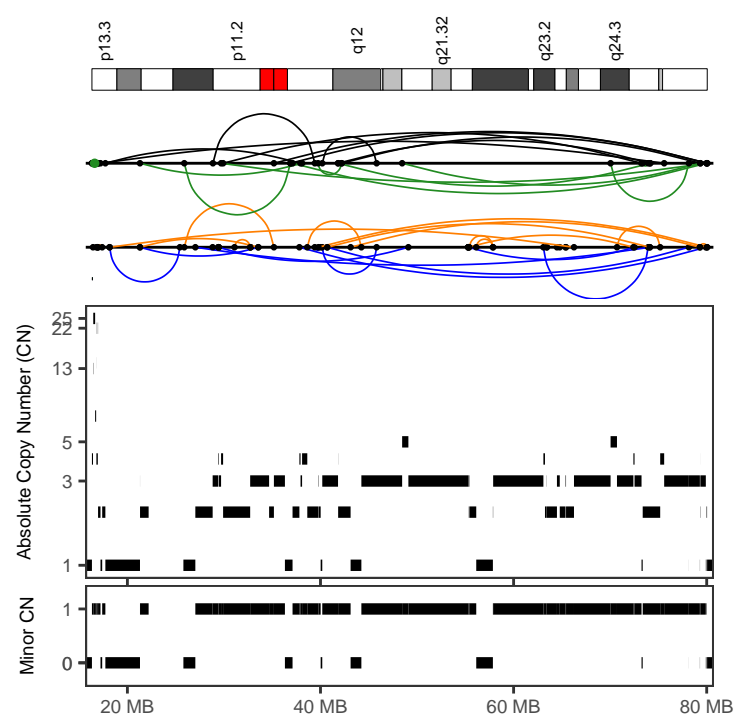 p13.3
p11.2
q12
q21.32
q23.2
q24.3
Absolute Copy Number (CN)
25
22
13
5
3
1
Minor CN
1
0
20 MB
40 MB
60 MB
80 MB